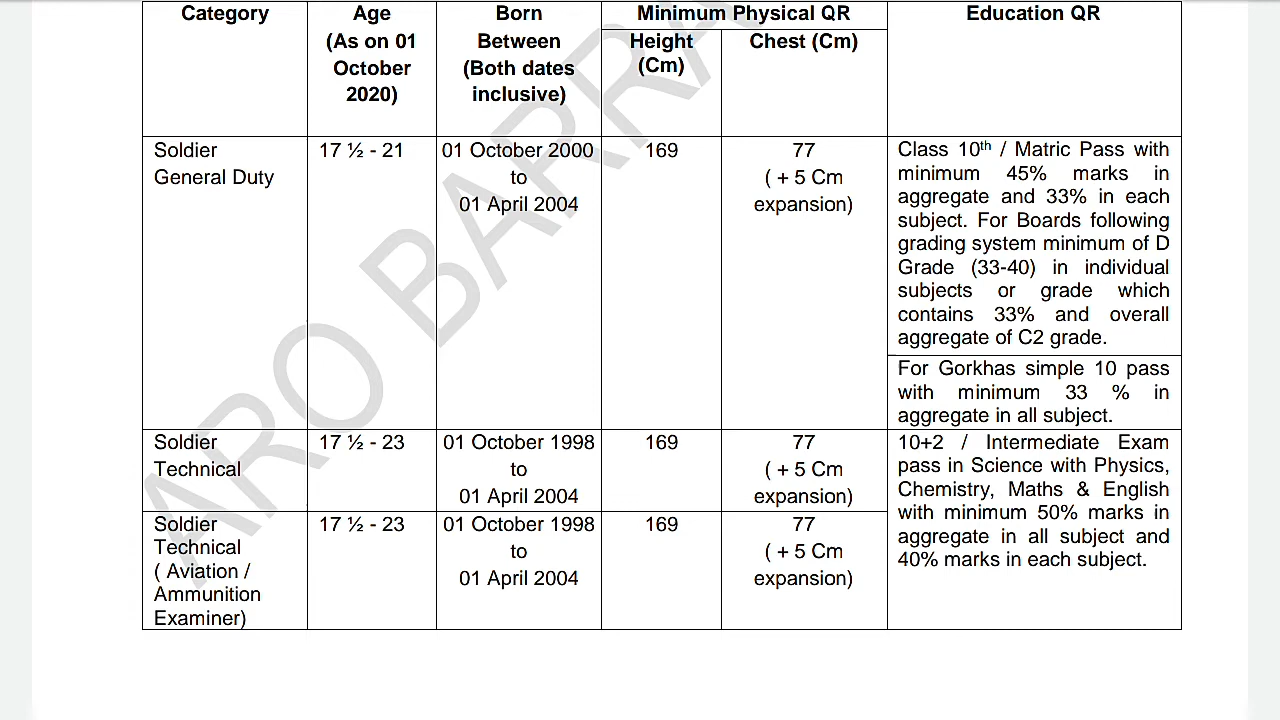 Category
Age
(As on 01
October
2020)
Born
Between
(Both dates
inclusive)
Minimum Physical QR
Height
(Cm)
Chest (Cm)
Education QR
Soldier
General Duty
17 ½ - 21
01 October 2000
to
01 April 2004
169
77
( + 5 Cm
expansion)
Class 10th / Matric Pass with
minimum 45% marks in
aggregate and 33% in each
subject. For Boards following
grading system minimum of D
Grade (33-40) in individual
subjects or grade which
contains 33% and overall
aggregate of C2 grade.
For Gorkhas simple 10 pass
with minimum 33 % in
aggregate in all subject.
Soldier
Technical
17 ½ - 23
01 October 1998
to
01 April 2004
169
77
( + 5 Cm
expansion)
10+2 / Intermediate Exam
pass in Science with Physics,
Chemistry, Maths & English
with minimum 50% marks in
aggregate in all subject and
40% marks in each subject.
Soldier
Technical
( Aviation /
Ammunition
Examiner)
17 ½ - 23
01 October 1998
to
01 April 2004
169
77
( + 5 Cm
expansion)
ARO BARRA